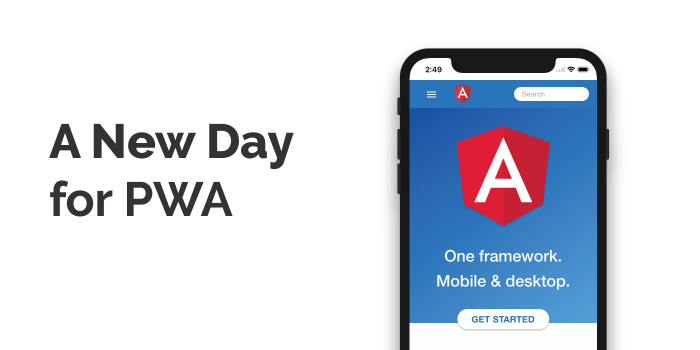 A New Day
for PWA
2:49
A
Search
A
One framework.
Mobile & desktop.
GET STARTED